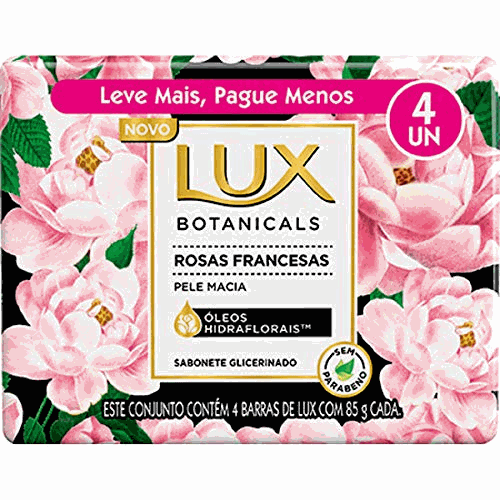 Leve Mais, Pague Menos
4
UN
NOVO
LUX
BOTANICALS
ROSAS FRANCESAS
PELE MACIA
ÓLEOS
HIDRAFLORAIS™
SABONETE GLICERINADO
SEM
PARABENO
ESTE CONJUNTO CONTÉM 4 BARRAS DE LUX COM 85 g CADA.